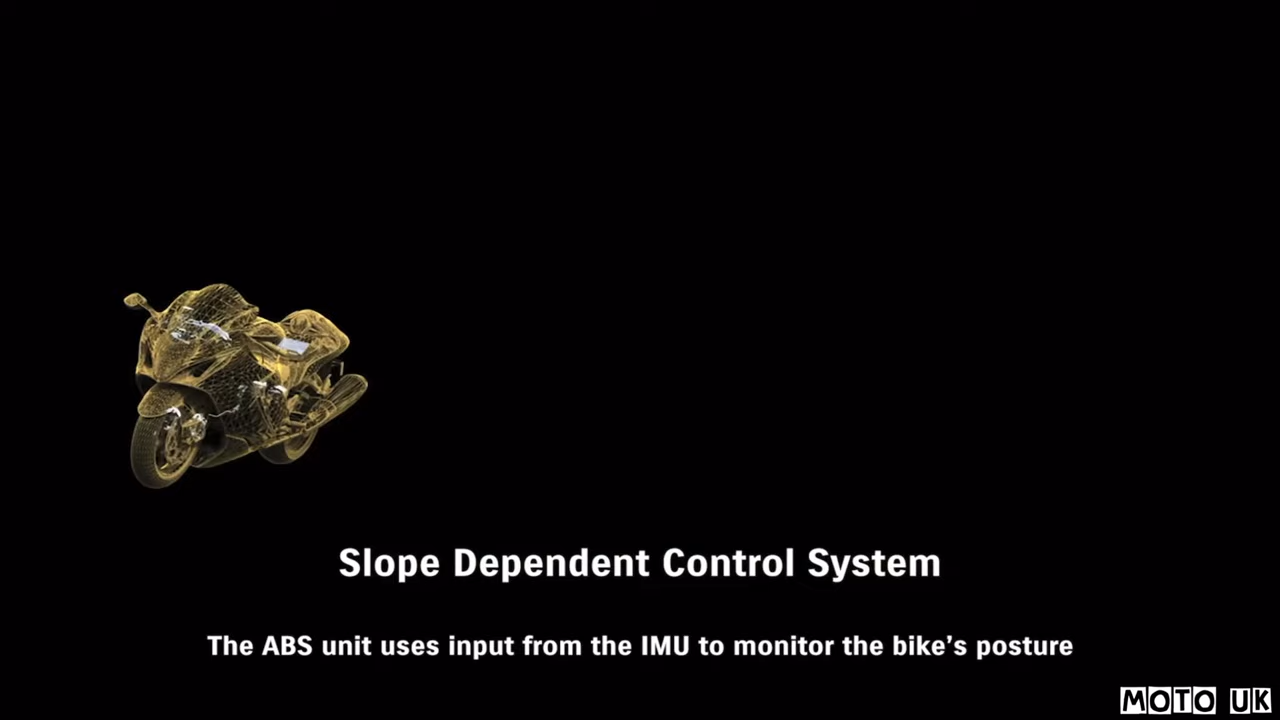 Slope Dependent Control System
The ABS unit uses input from the IMU to monitor the bike's posture
MOTO UK